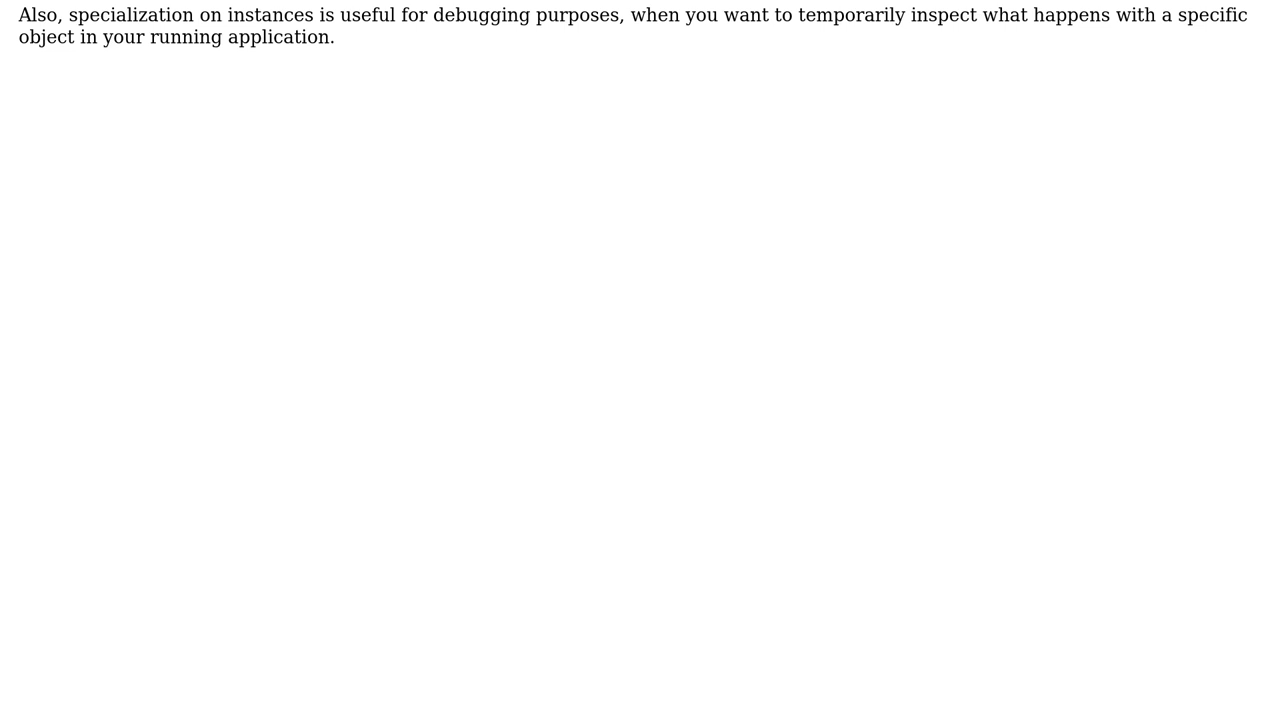 Also, specialization on instances is useful for debugging purposes, when you want to temporarily inspect what happens with a specific
object in your running application.